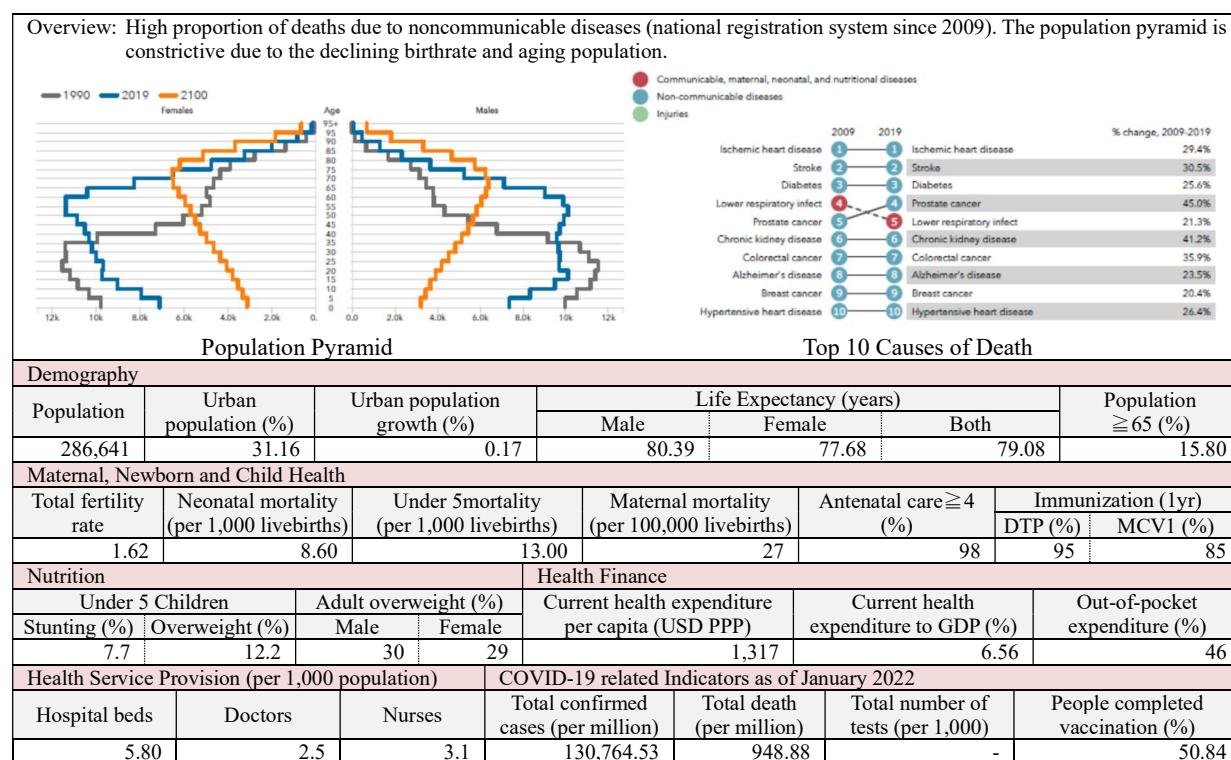 Overview: High proportion of deaths due to noncommunicable diseases (national registration system since 2009). The population pyramid is
constrictive due to the declining birthrate and aging population.
1990 2019 2100
Females Age Males
95+
95
90
85
80
75
70
65
60
55
50
45
40
35
30
25
20
15
10
5
0
12k 10k 8.0k 6.0k 4.0k 2.0k 0. 0. 2.0k 4.0k 6.0k 8.0k 10k 12k
Population Pyramid
Communicable, maternal, neonatal, and nutritional diseases
Non-communicable diseases
Injuries
2009 2019 % change, 2009-2019
Ischemic heart disease 1 1 Ischemic heart disease 29.4%
Stroke 2 2 Stroke 30.5%
Diabetes 3 3 Diabetes 25.6%
Lower respiratory infect 4 4 Prostate cancer 45.0%
Prostate cancer 5 5 Lower respiratory infect 21.3%
Chronic kidney disease 6 6 Chronic kidney disease 41.2%
Colorectal cancer 7 7 Colorectal cancer 35.9%
Alzheimer's disease 8 8 Alzheimer's disease 23.5%
Breast cancer 9 9 Breast cancer 20.4%
Hypertensive heart disease 10 10 Hypertensive heart disease 26.4%
Top 10 Causes of Death
Demography
Population Urban population (%) Urban population growth (%) Life Expectancy (years) Population ≧65 (%)
Male Female Both
286,641 31.16 0.17 80.39 77.68 79.08 15.80
Maternal, Newborn and Child Health
Total fertility rate Neonatal mortality (per 1,000 livebirths) Under 5mortality (per 1,000 livebirths) Maternal mortality (per 100,000 livebirths) Antenatal care≧4 (%) Immunization (1yr)
DTP (%) MCV1 (%)
1.62 8.60 13.00 27 98 95 85
Nutrition Health Finance
Under 5 Children Adult overweight (%) Current health expenditure per capita (USD PPP) Current health expenditure to GDP (%) Out-of-pocket expenditure (%)
Stunting (%) Overweight (%) Male Female
7.7 12.2 30 29 1,317 6.56 46
Health Service Provision (per 1,000 population) COVID-19 related Indicators as of January 2022
Hospital beds Doctors Nurses Total confirmed cases (per million) Total death (per million) Total number of tests (per 1,000) People completed vaccination (%)
5.80 2.5 3.1 130,764.53 948.88 - 50.84